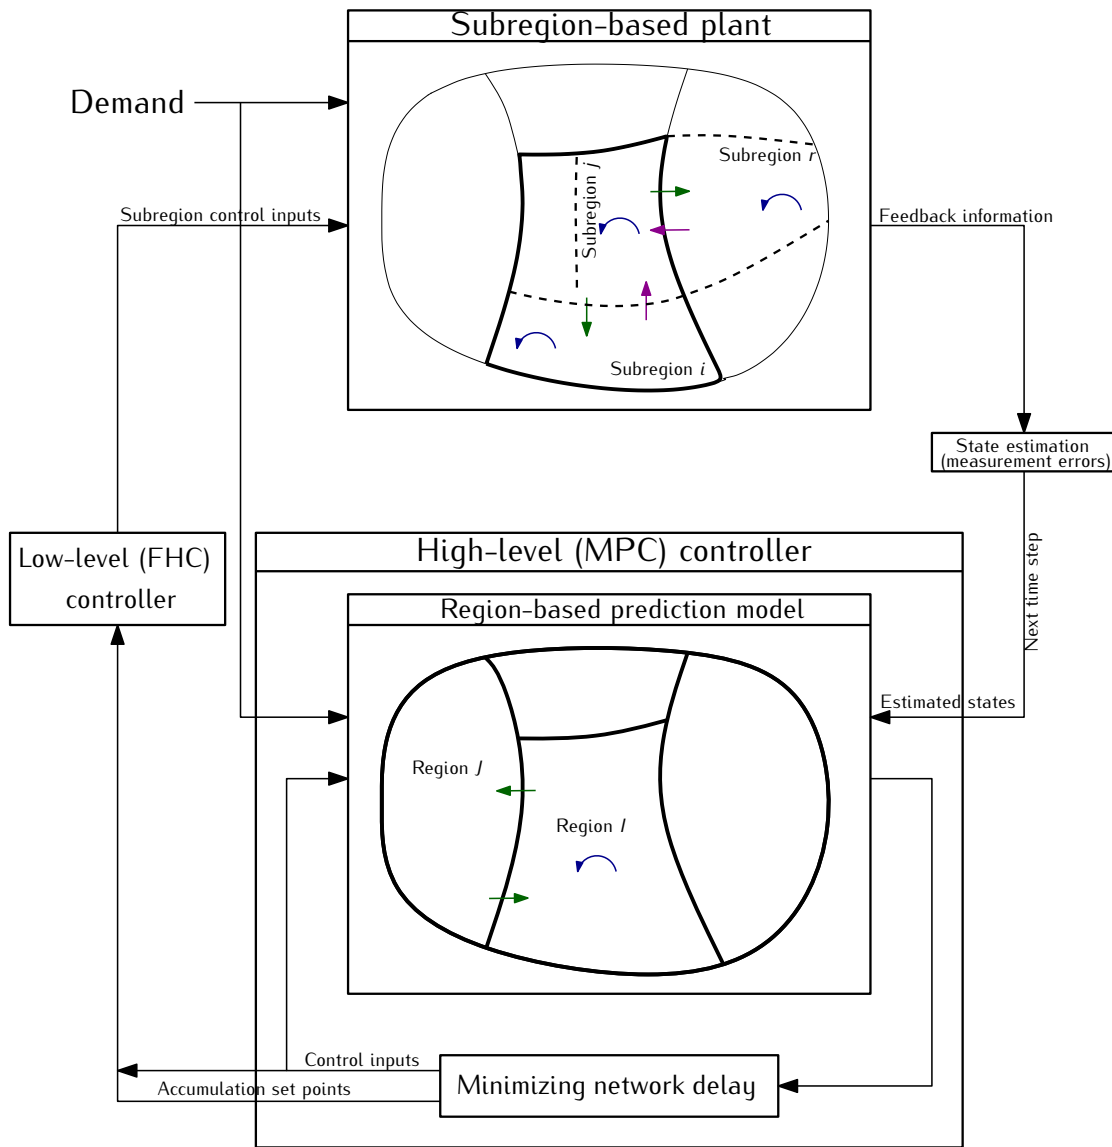 Subregion-based plant
Demand
Subregion r
Subregion j
Subregion control inputs
Feedback information
Subregion i
State estimation
(measurement errors)
Low-level (FHC)
controller
High-level (MPC) controller
Next time step
Region-based prediction model
Estimated states
Region J
Region I
Control inputs
Accumulation set points
Minimizing network delay